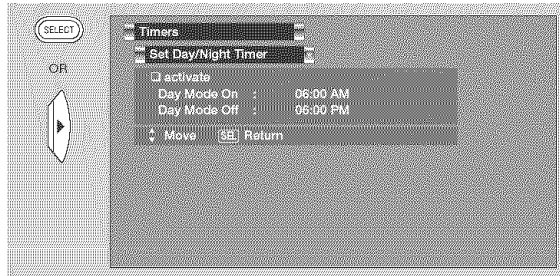 SELECT
OR
Timers
Set Day/Night Timer
❏ activate
Day Mode On : 06:00 AM
Day Mode Off : 06:00 PM
Move SEL Return